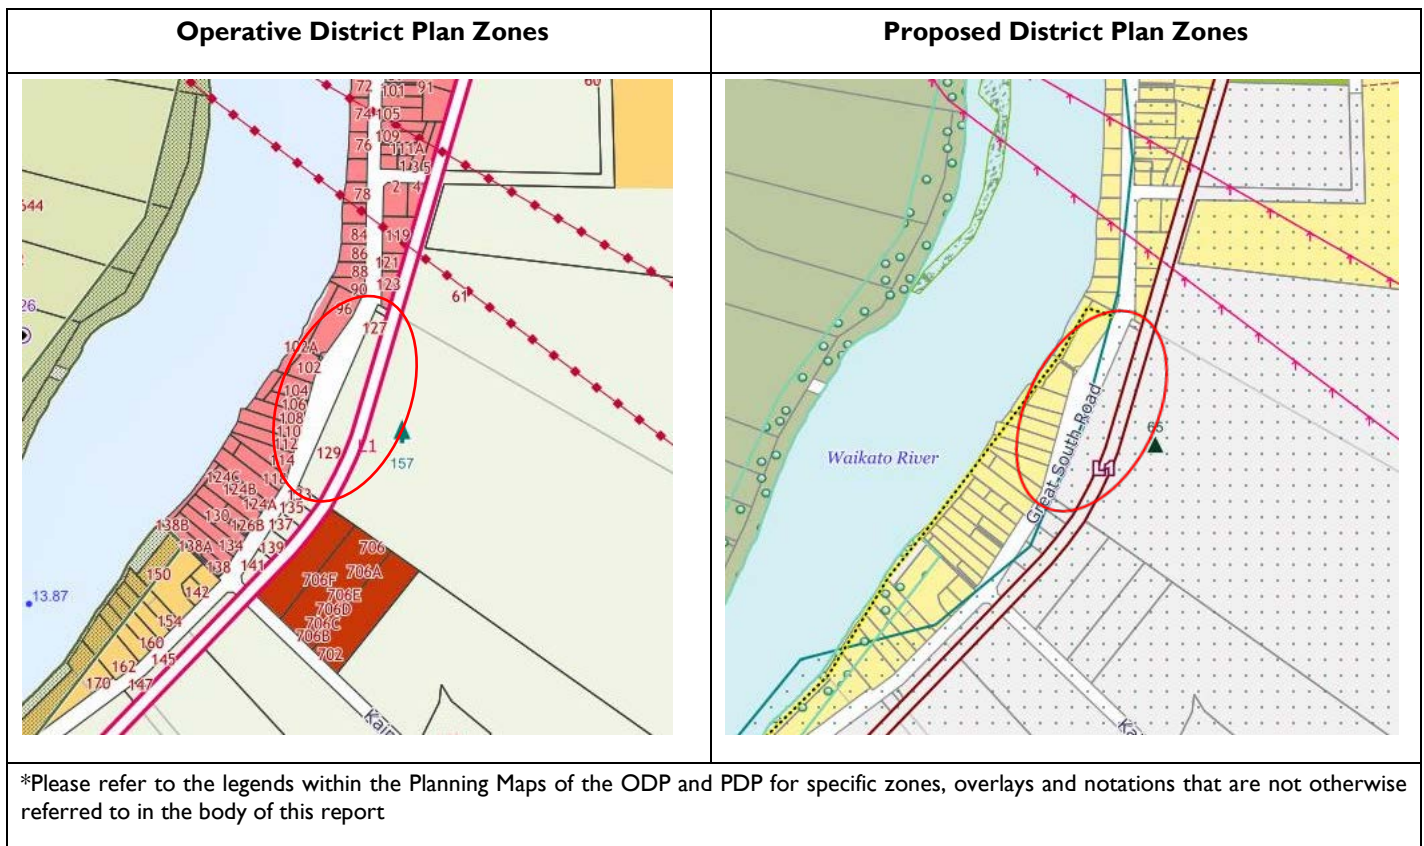 Operative District Plan Zones
Proposed District Plan Zones
72
101
91
60
74
105
109
76
111A
135
2
4
78
644
84
119
86
121
88
123
90
61
96
127
26
102A
102
104
106
108
110
112
L1
114
129
157
118
124C
124B
133
124A
135
130
126B
137
138B
138A
134
139
706
138
141
706A
150
706F
142
706E
706D
13.87
154
706C
706B
160
702
145
162
170
147
65
Waikato River
Great South Road
*Please refer to the legends within the Planning Maps of the ODP and PDP for specific zones, overlays and notations that are not otherwise
referred to in the body of this report